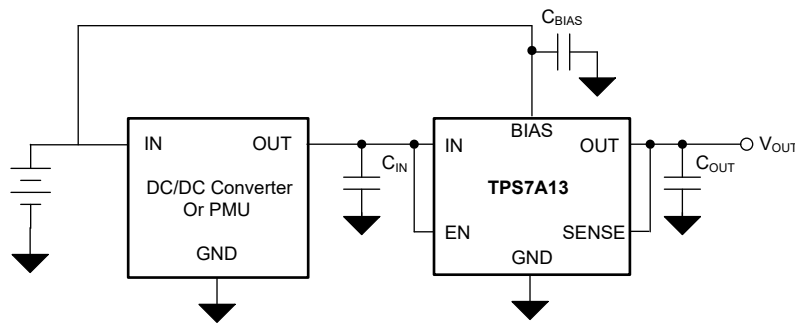 CBIAS
IN
OUT
DC/DC Converter
Or PMU
GND
CIN
BIAS
IN
OUT
TPS7A13
EN
SENSE
GND
COUT
VOUT